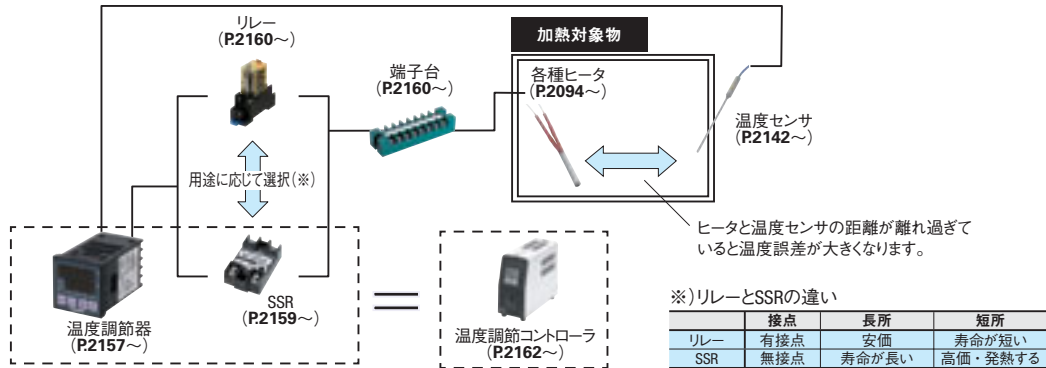 リレー
(P.2160～)
加熱対象物
端子台
(P.2160～)
各種ヒータ
(P.2094～)
温度センサ
(P.2142～)
用途に応じて選択(※)
ヒータと温度センサの距離が離れ過ぎて
いると温度誤差が大きくなります。
SSR
(P.2159～)
温度調節器
(P.2157～)
＝
温度調節コントローラ
(P.2162～)
※)リレーとSSRの違い
接点 長所 短所
リレー 有接点 安価 寿命が短い
SSR 無接点 寿命が長い 高価・発熱する